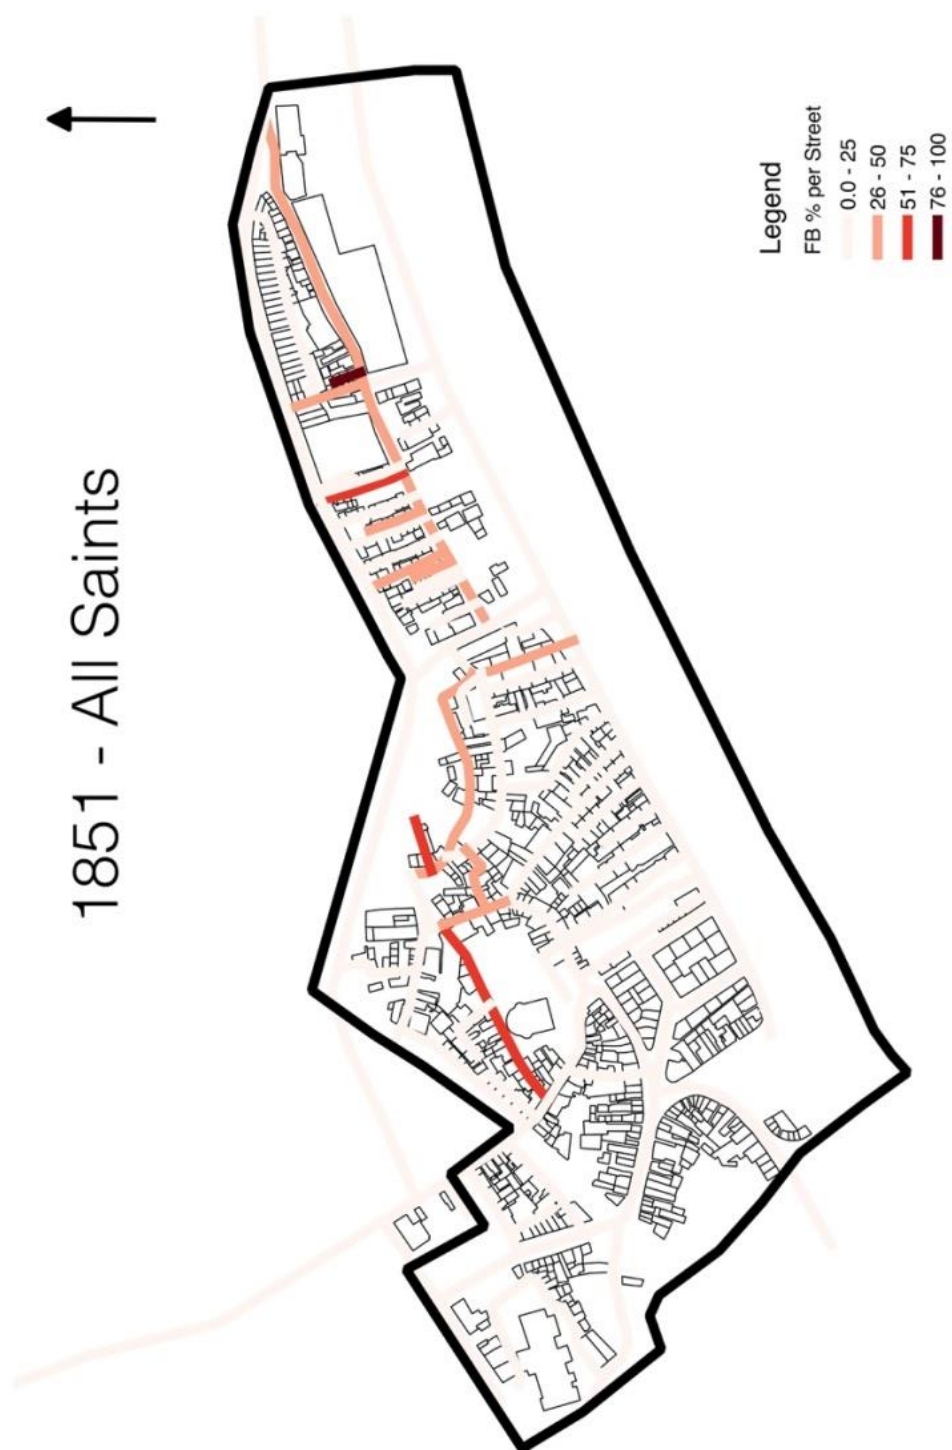 1851 - All Saints
Legend
FB % per Street
0.0 - 25
26 - 50
51 - 75
76 - 100